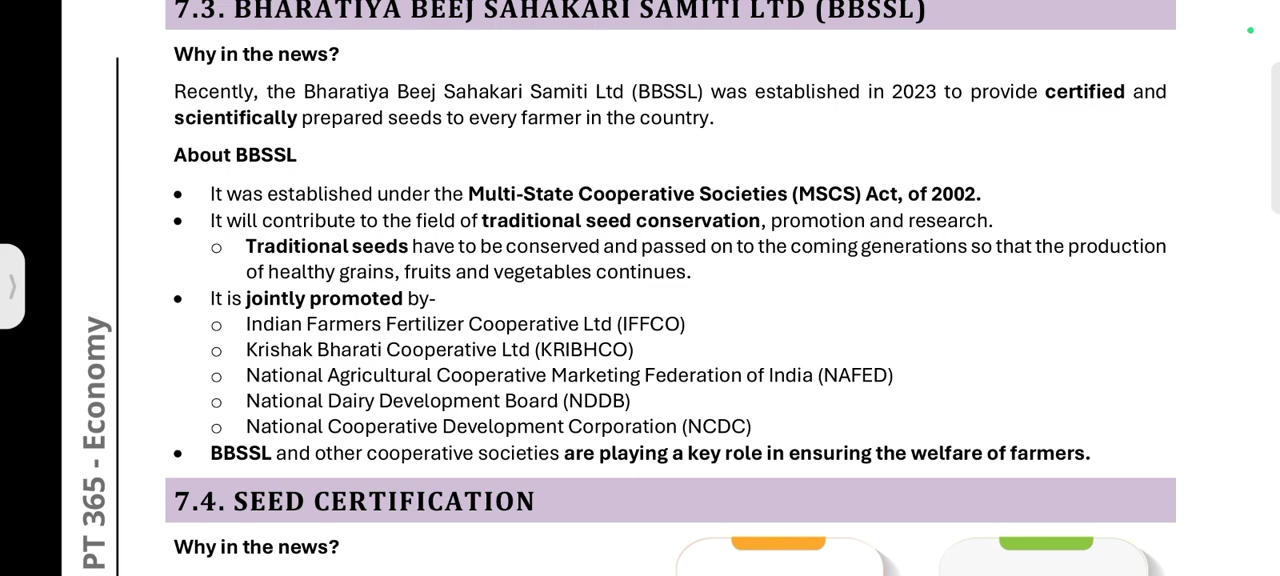 7.3. BHARATIYA BEEJ SAHAKARI SAMITI LTD (BBSSL)
Why in the news?
Recently, the Bharatiya Beej Sahakari Samiti Ltd (BBSSL) was established in 2023 to provide certified and
scientifically prepared seeds to every farmer in the country.
About BBSSL
• It was established under the Multi-State Cooperative Societies (MSCS) Act, of 2002.
• It will contribute to the field of traditional seed conservation, promotion and research.
o Traditional seeds have to be conserved and passed on to the coming generations so that the production
of healthy grains, fruits and vegetables continues.
• It is jointly promoted by-
o Indian Farmers Fertilizer Cooperative Ltd (IFFCO)
o Krishak Bharati Cooperative Ltd (KRIBHCO)
o National Agricultural Cooperative Marketing Federation of India (NAFED)
o National Dairy Development Board (NDDB)
o National Cooperative Development Corporation (NCDC)
• BBSSL and other cooperative societies are playing a key role in ensuring the welfare of farmers.
7.4. SEED CERTIFICATION
Why in the news?
PT 365 - Economy